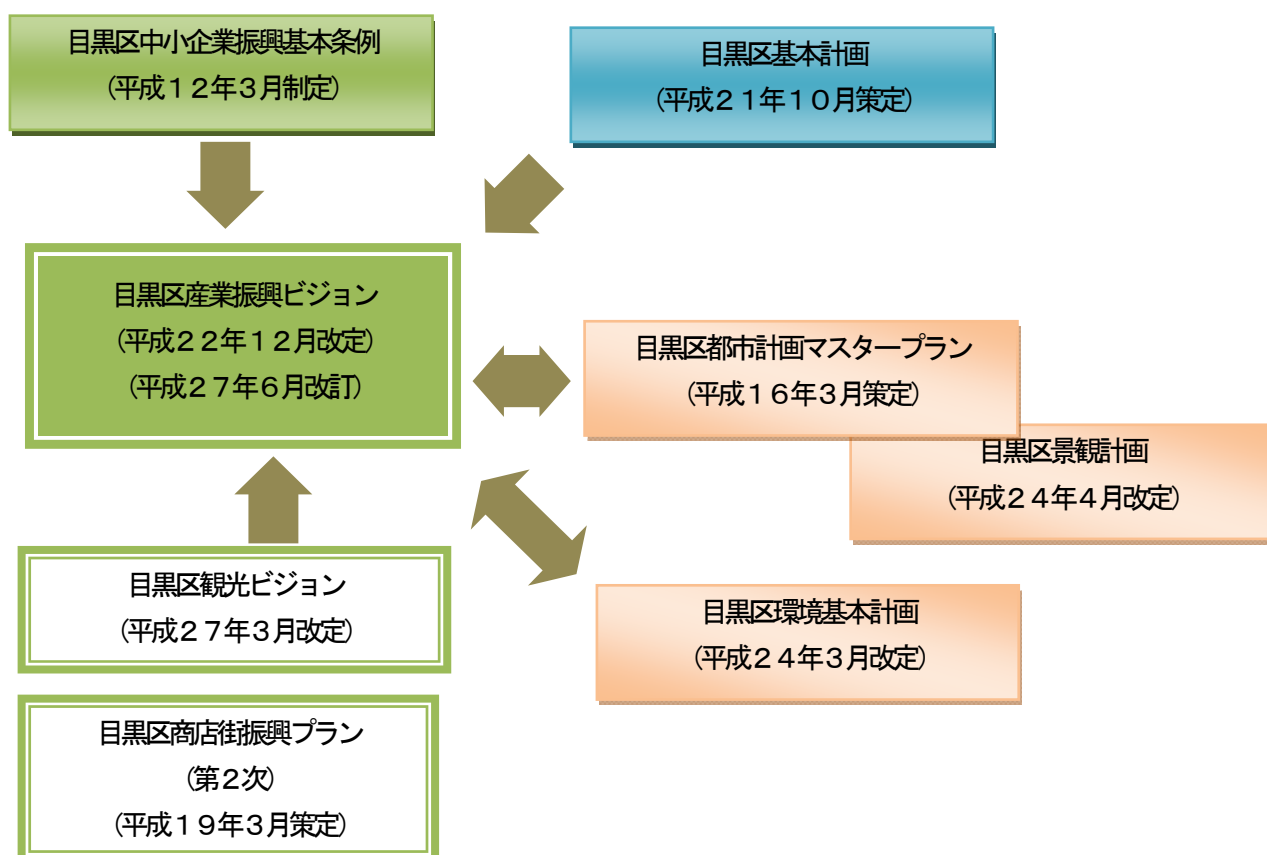 目黒区中小企業振興基本条例
(平成12年3月制定)
目黒区基本計画
(平成21年10月策定)
目黒区産業振興ビジョン
(平成22年12月改定)
(平成27年6月改訂)
目黒区都市計画マスタープラン
(平成16年3月策定)
目黒区景観計画
(平成24年4月改定)
目黒区観光ビジョン
(平成27年3月改定)
目黒区環境基本計画
(平成24年3月改定)
目黒区商店街振興プラン
(第2次)
(平成19年3月策定)